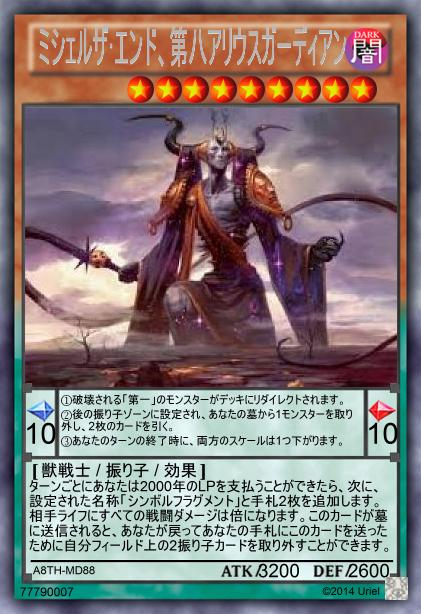 ミシェルザ・エンド、第八アリウスガーディアン
DARK
闇
①破壊される「第一」のモンスターがデッキにリダイレクトされます。
②後の振り子ゾーンに設定され、あなたの墓から1モンスターを取り
外し、2枚のカードを引く。
③あなたのターンの終了時に、両方のスケールは1つ下がります。
10
10
[ 獣戦士 / 振り子 / 効果 ]
ターンごとにあなたは2000年のLPを支払うことができたら、次に、
設定された名称「シンボルフラグメント」と手札2枚を追加します。
相手ライフにすべての戦闘ダメージは倍になります。このカードが墓
に送信されると、あなたが戻ってあなたの手札にこのカードを送った
ために自分フィールド上の2振り子カードを取り外すことができます。
A8TH-MD88
ATK/3200 DEF/2600
77790007
©2014 Uriel